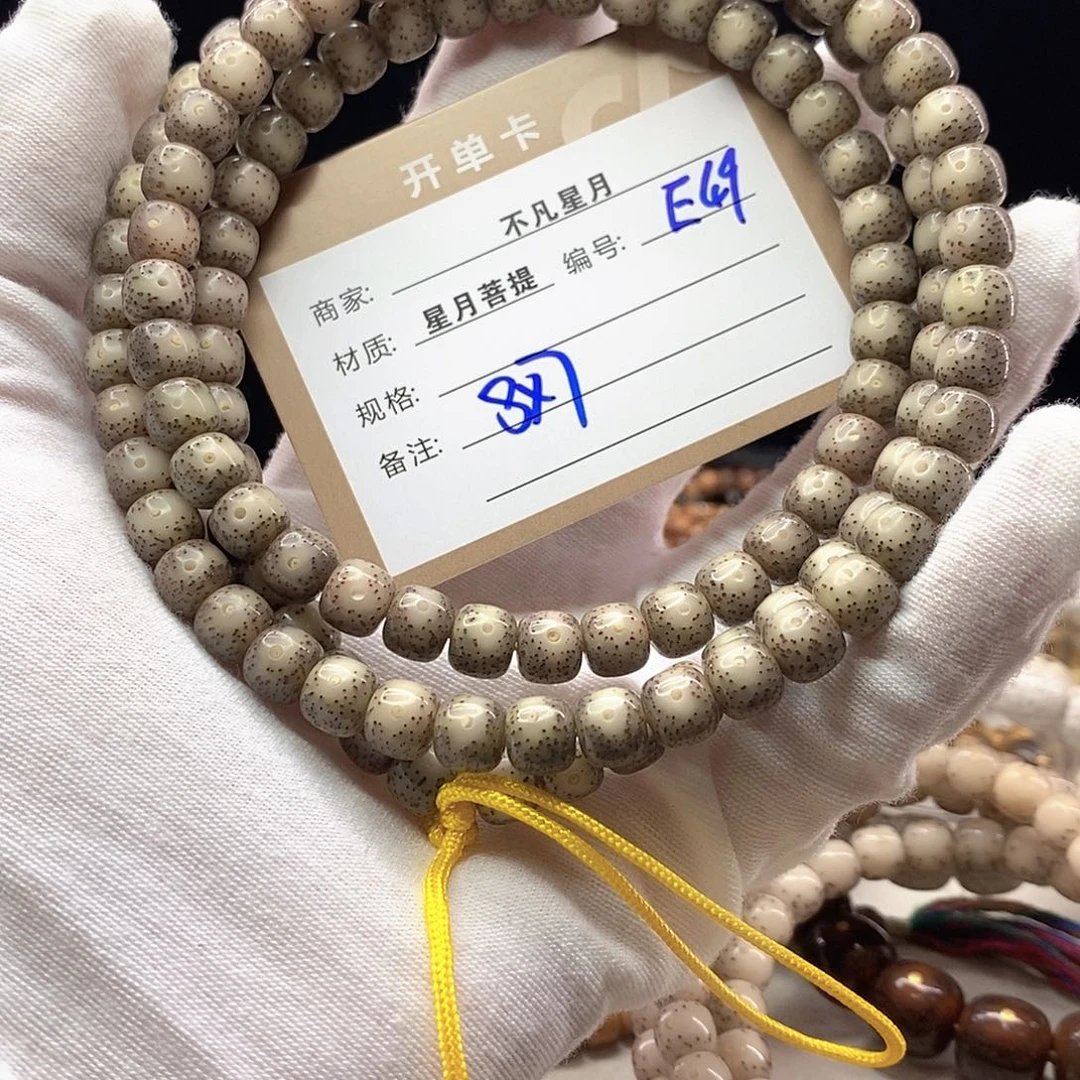 开单卡
商家: 不凡星月
材质: 星月菩提 编号: E49
规格: 8x7
备注: